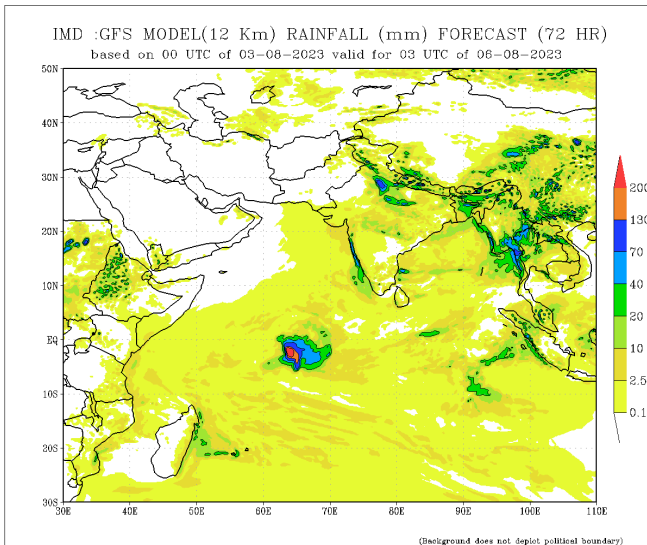 IMD :GFS MODEL(12 Km) RAINFALL (mm) FORECAST (72 HR)
based on 00 UTC of 03-08-2023 valid for 03 UTC of 06-08-2023
50N
40N
30N
20N
10N
EQ
10S
20S
30S
30E 40E 50E 60E 70E 80E 90E 100E 110E
200
130
70
40
20
10
2.5
0.1
(Background does not depict political boundary)